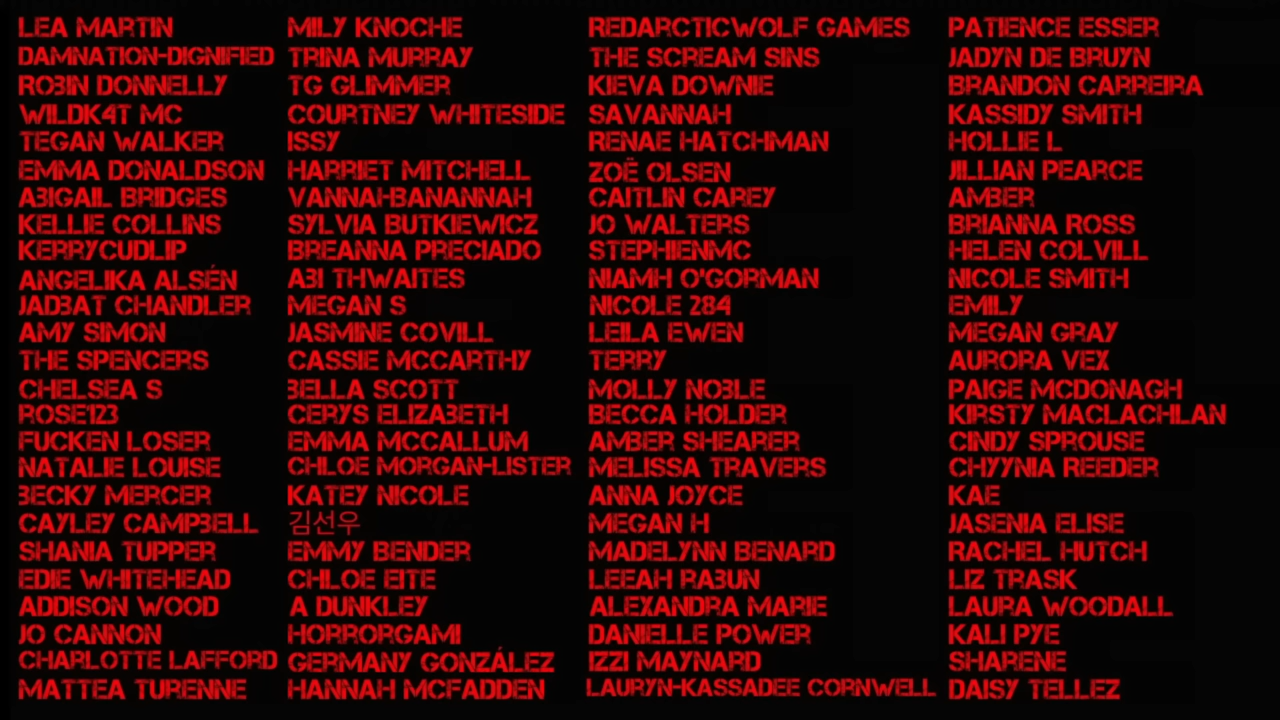 LEA MARTIN
DAMNATION-DIGNIFIED
ROBIN DONNELLY
WILDK4T MC
TEGAN WALKER
EMMA DONALDSON
ABIGAIL BRIDGES
KELLIE COLLINS
KERRYCUDLIP
ANGELIKA ALSÉN
JADBAT CHANDLER
AMY SIMON
THE SPENCERS
CHELSEA S
ROSE123
FUCKEN LOSER
NATALIE LOUISE
BECKY MERCER
CAYLEY CAMPBELL
SHANIA TUPPER
EDIE WHITEHEAD
ADDISON WOOD
JO CANNON
CHARLOTTE LAFFORD
MATTEA TURENNE
MILY KNOCHE
TRINA MURRAY
TG GLIMMER
COURTNEY WHITESIDE
ISSY
HARRIET MITCHELL
VANNAH-BANANNAH
SYLVIA BUTKIEWICZ
BREANNA PRECIADO
ABI THWAITES
MEGAN S
JASMINE COVILL
CASSIE MCCARTHY
BELLA SCOTT
CERYS ELIZABETH
EMMA MCCALLUM
CHLOE MORGAN-LISTER
KATEY NICOLE
김선우
EMMY BENDER
CHLOE EITE
A DUNKLEY
HORRORGAMI
GERMANY GONZÁLEZ
HANNAH MCFADDEN
REDARCTICWOLF GAMES
THE SCREAM SINS
KIEVA DOWNIE
SAVANNAH
RENAE HATCHMAN
ZOË OLSEN
CAITLIN CAREY
JO WALTERS
STEPHIENMC
NIAMH O'GORMAN
NICOLE 284
LEILA EWEN
TERRY
MOLLY NOBLE
BECCA HOLDER
AMBER SHEARER
MELISSA TRAVERS
ANNA JOYCE
MEGAN H
MADELYNN BENARD
LEEAH RABUN
ALEXANDRA MARIE
DANIELLE POWER
IZZI MAYNARD
LAURYN-KASSADEE CORNWELL
PATIENCE ESSER
JADYN DE BRUYN
BRANDON CARREIRA
KASSIDY SMITH
HOLLIE L
JILLIAN PEARCE
AMBER
BRIANNA ROSS
HELEN COLVILL
NICOLE SMITH
EMILY
MEGAN GRAY
AURORA VEX
PAIGE MCDONAGH
KIRSTY MACLACHLAN
CINDY SPROUSE
CHYYNIA REEDER
KAE
JASENIA ELISE
RACHEL HUTCH
LIZ TRASK
LAURA WOODALL
KALI PYE
SHARENE
DAISY TELLEZ